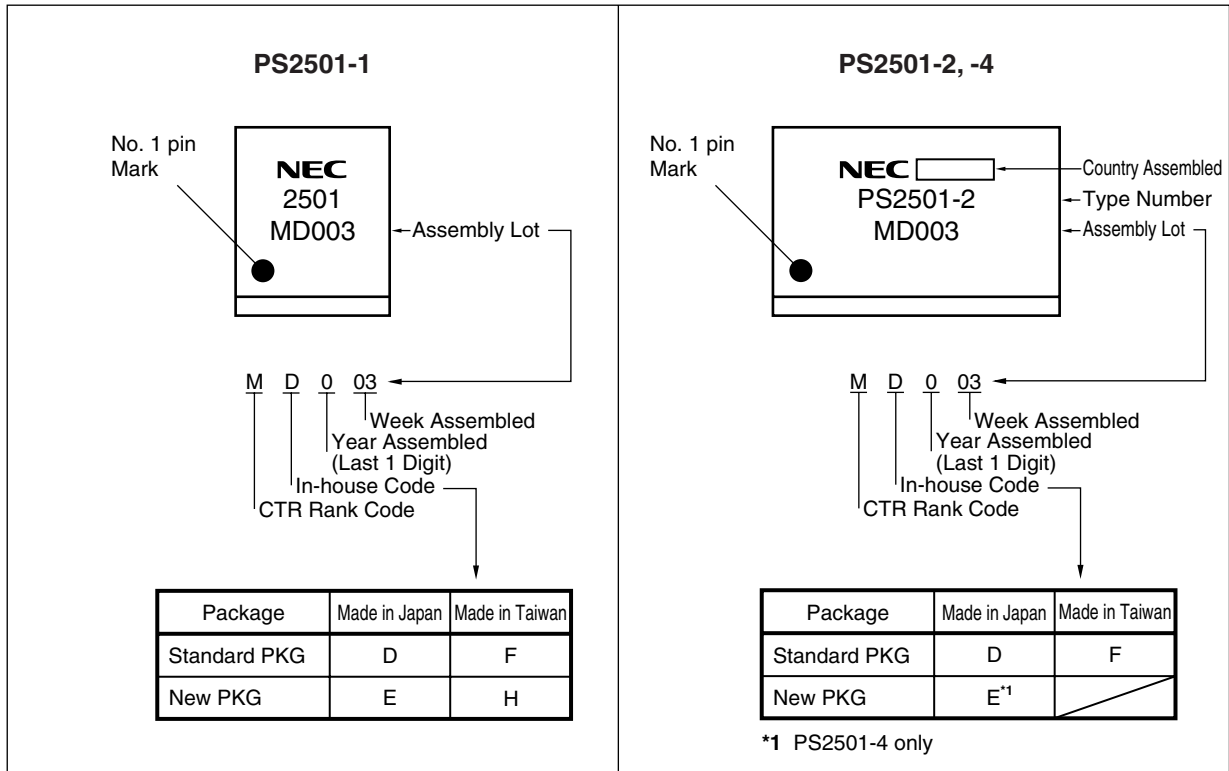 PS2501-1
No. 1 pin
Mark
NEC
2501
MD003
Assembly Lot
M D 0 03
Week Assembled
Year Assembled
(Last 1 Digit)
In-house Code
CTR Rank Code
Package Made in Japan Made in Taiwan
Standard PKG D F
New PKG E H
PS2501-2, -4
No. 1 pin
Mark
NEC
Country Assembled
PS2501-2
Type Number
MD003
Assembly Lot
M D 0 03
Week Assembled
Year Assembled
(Last 1 Digit)
In-house Code
CTR Rank Code
Package Made in Japan Made in Taiwan
Standard PKG D F
New PKG E*1
*1 PS2501-4 only